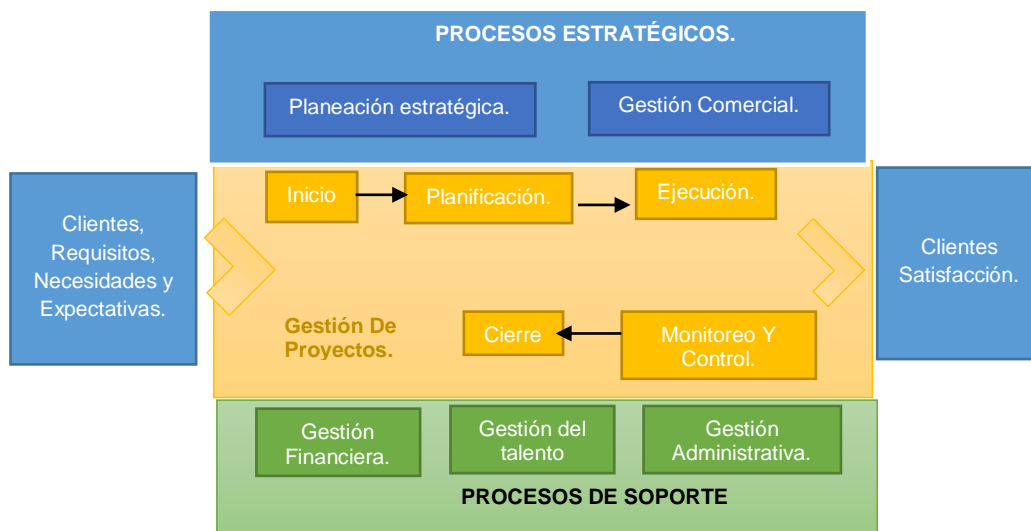 PROCESOS ESTRATÉGICOS.
Planeación estratégica.
Gestión Comercial.
Clientes,
Requisitos,
Necesidades y
Expectativas.
Inicio
Planificación.
Ejecución.
Clientes
Satisfacción.
Gestión De
Proyectos.
Cierre
Monitoreo Y
Control.
Gestión
Financiera.
Gestión del
talento
Gestión
Administrativa.
PROCESOS DE SOPORTE